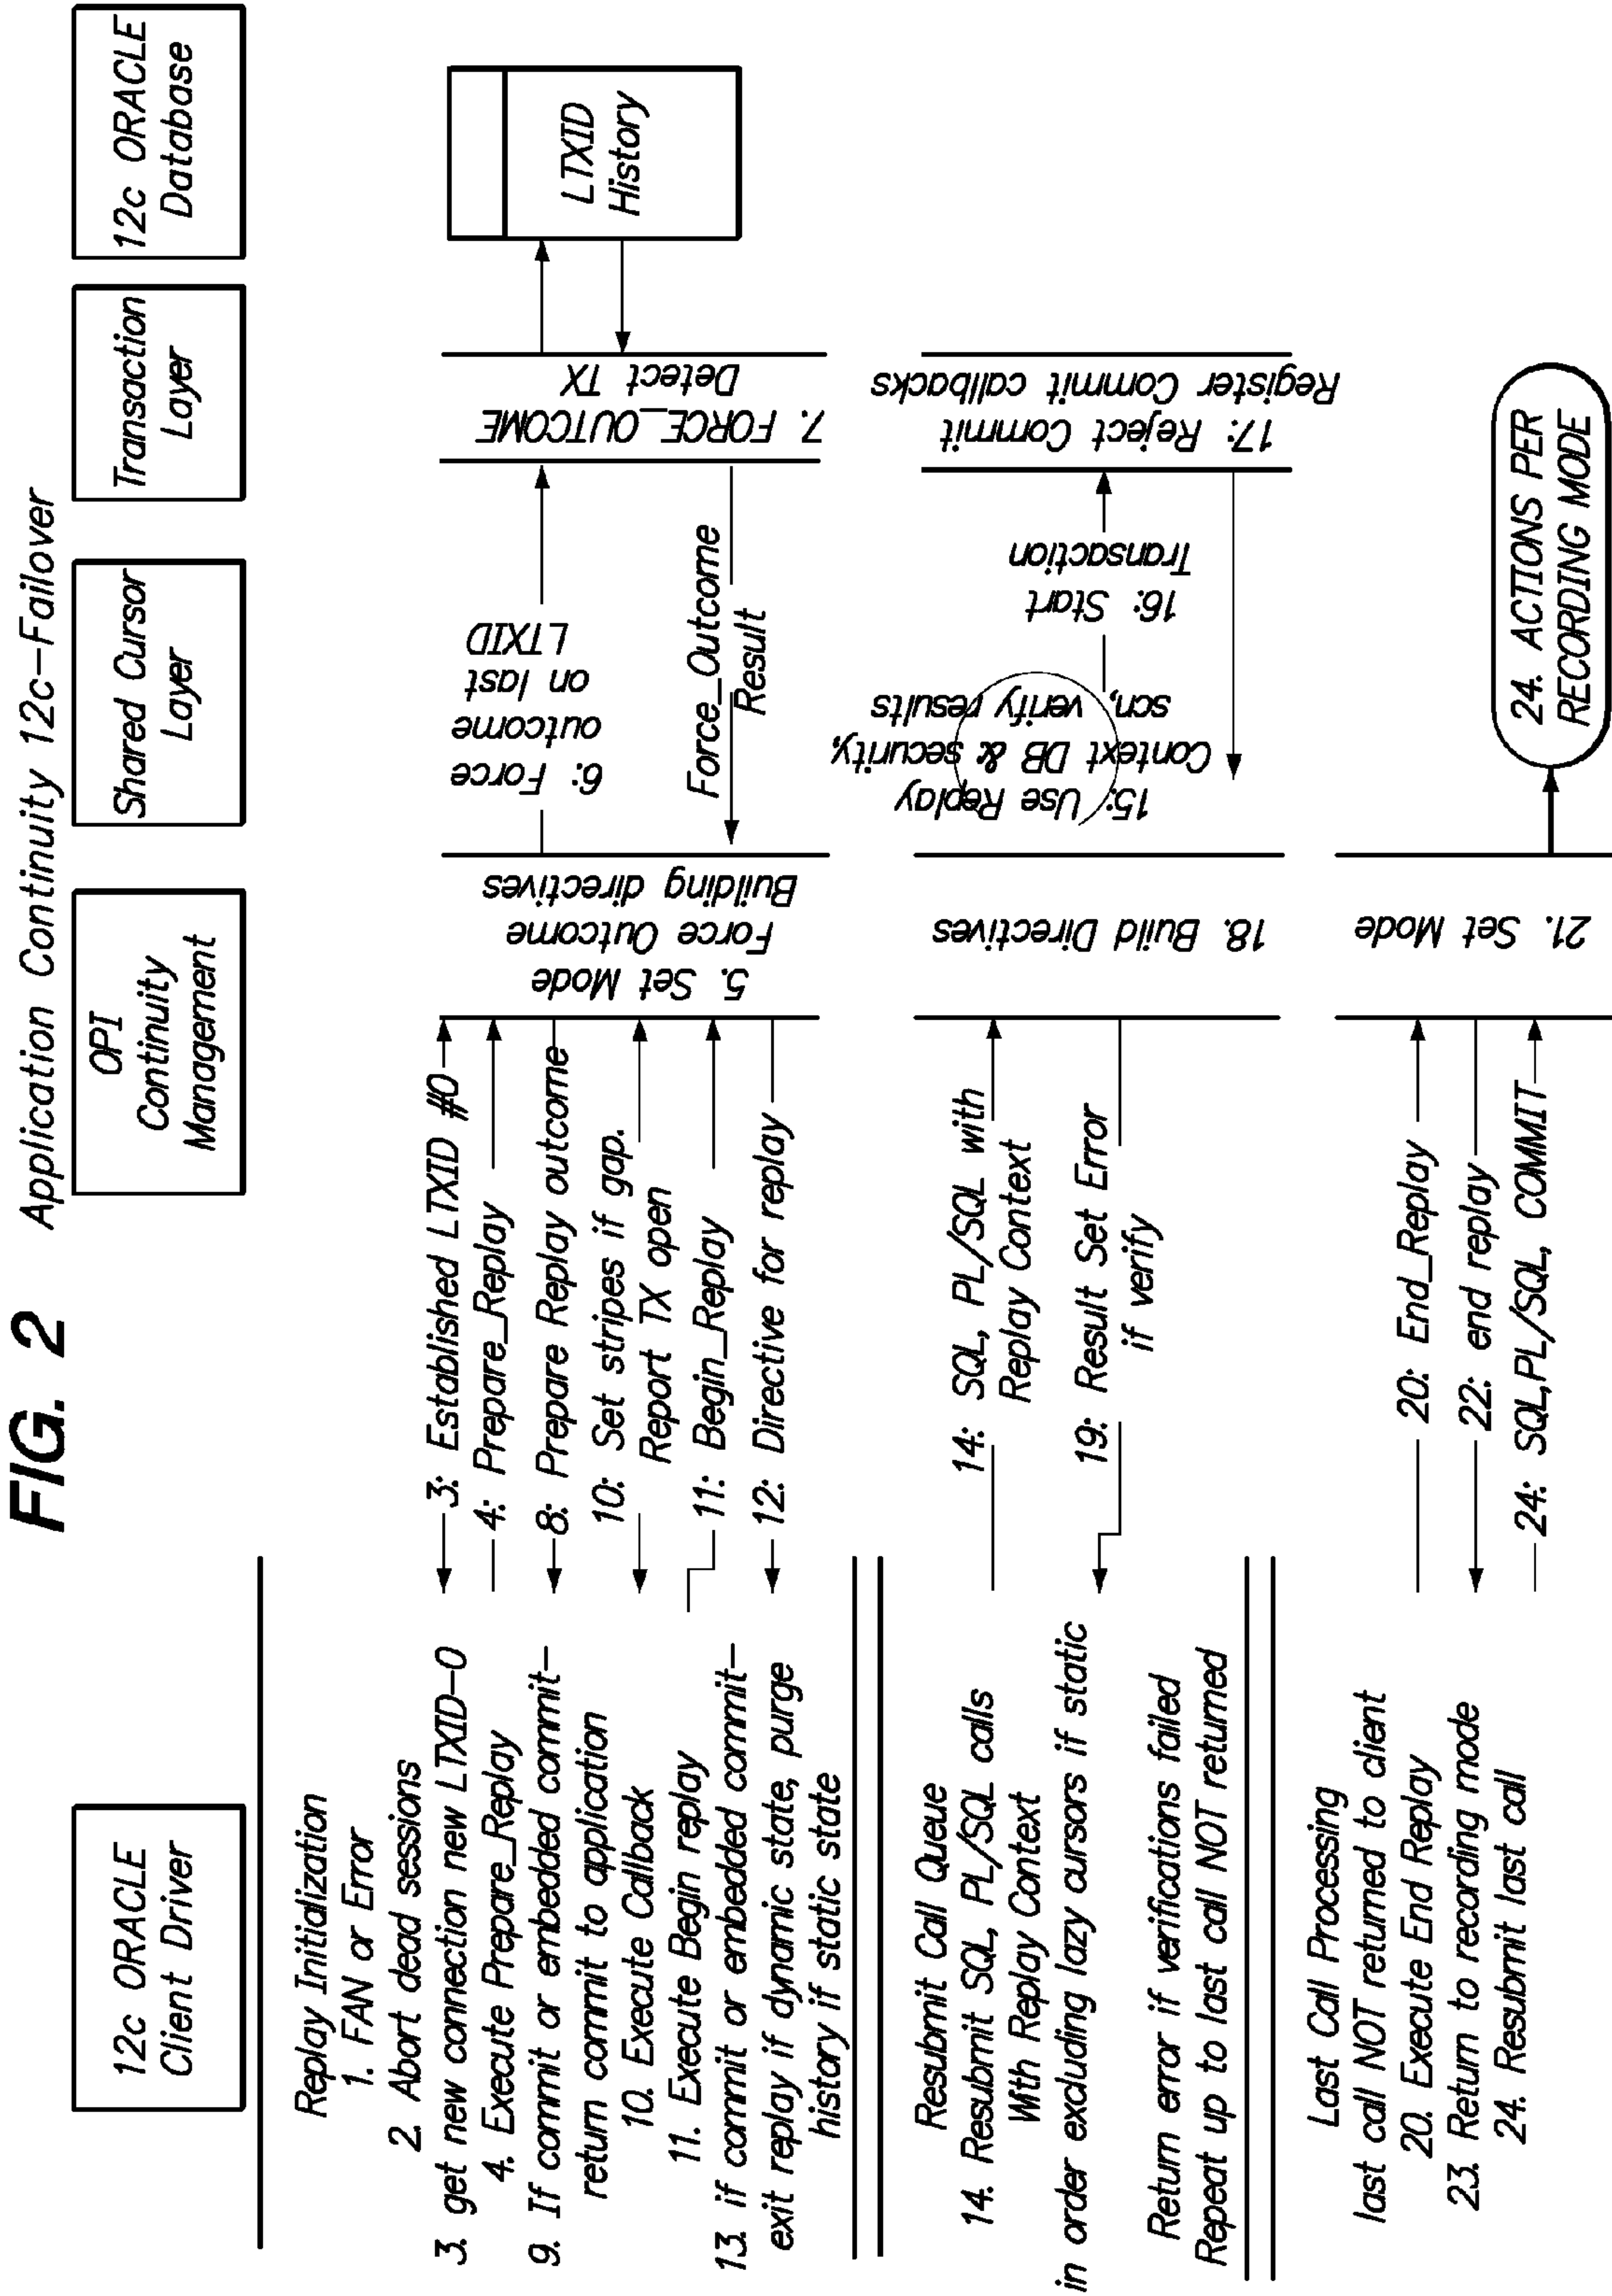 FIG. 2
Application Continuity 12c-Failover
12c ORACLE
Client Driver
OPI
Continuity
Management
Shared Cursor
Layer
Transaction
Layer
12c ORACLE
Database
Replay Initialization
1. FAN or Error
2. Abort dead sessions
3. get new connection new LTXID-0
4. Execute Prepare_Replay
9. If commit or embedded commit-
return commit to application
10. Execute Callback
11. Execute Begin replay
13. if commit or embedded commit-
exit replay if dynamic state, purge
history if static state
3: Established LTXID #0
4: Prepare_Replay
8: Prepare Replay outcome
10: Set stripes if gap.
Report TX open
11: Begin_Replay
12: Directive for replay
5. Set Mode
Force Outcome
Building directives
6: Force
outcome
on last
LTXID
Force_Outcome
Result
7. FORCE_OUTCOME
Detect TX
LTXID
History
Resubmit Call Queue
14. Resubmit SQL, PL/SQL calls
With Replay Context
in order excluding lazy cursors if static
Return error if verifications failed
Repeat up to last call NOT returned
14: SQL, PL/SQL with
Replay Context
19: Result Set Error
if verify
18. Build Directives
15: Use Replay
Context DB & security,
scn, verify results
16: Start
Transaction
17: Reject Commit
Register Commit callbacks
Last Call Processing
last call NOT returned to client
20. Execute End Replay
23. Return to recording mode
24. Resubmit last call
20: End_Replay
22: end replay
24: SQL,PL/SQL, COMMIT
21. Set Mode
24. ACTIONS PER
RECORDING MODE